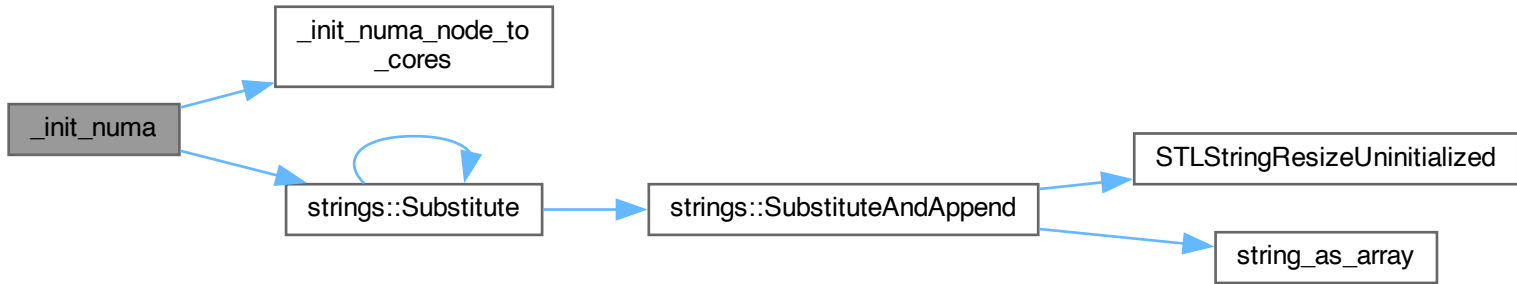 _init_numa_node_to
_cores
_init_numa
strings::Substitute
strings::SubstituteAndAppend
STLStringResizeUninitialized
string_as_array